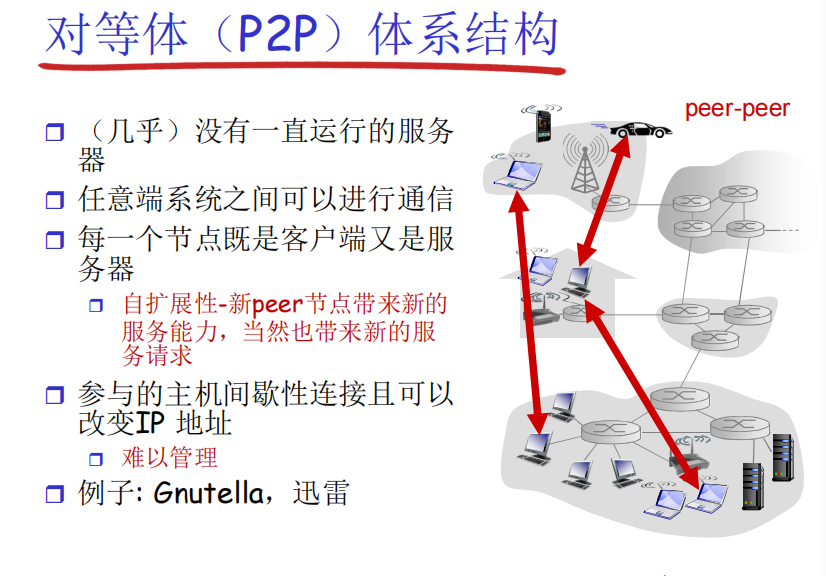 对等体（P2P）体系结构
（几乎）没有一直运行的服务
器
任意端系统之间可以进行通信
每一个节点既是客户端又是服
务器
自扩展性-新peer节点带来新的
服务能力，当然也带来新的服
务请求
参与的主机间歇性连接且可以
改变IP 地址
难以管理
例子: Gnutella，迅雷
peer-peer